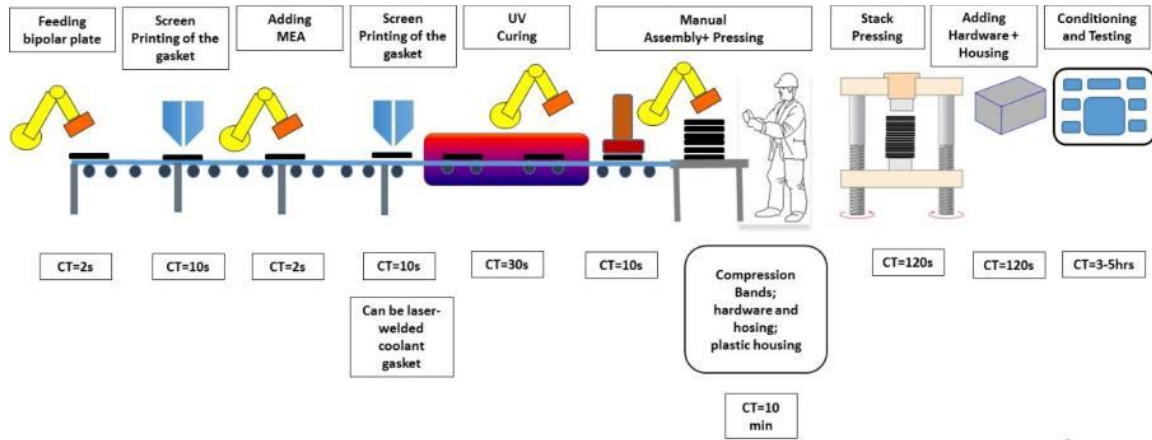 Feeding
bipolar plate
Screen
Printing of the
gasket
Adding
MEA
Screen
Printing of the
gasket
UV
Curing
Manual
Assembly+ Pressing
Stack
Pressing
Adding
Hardware +
Housing
Conditioning
and Testing
CT=2s
CT=10s
CT=2s
CT=10s
CT=30s
CT=10s
CT=120s
CT=120s
CT=3-5hrs
Can be laser-
welded
coolant
gasket
Compression
Bands;
hardware and
hosing;
plastic housing
CT=10
min